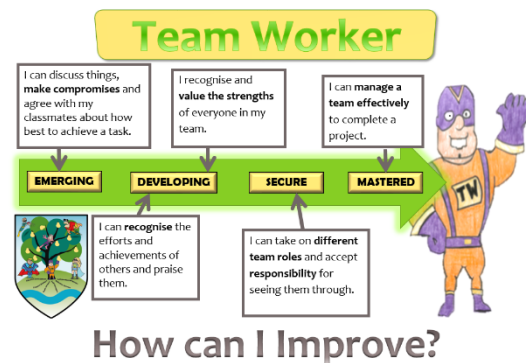 Team Worker
I can discuss things,
make compromises and
agree with my
classmates about how
best to achieve a task.
I recognise and
value the strengths
of everyone in my
team.
I can manage a
team effectively
to complete a
project.
EMERGING
DEVELOPING
SECURE
MASTERED
TW
I can recognise the
efforts and
achievements of
others and praise
them.
I can take on different
team roles and accept
responsibility for
seeing them through.
How can I Improve?